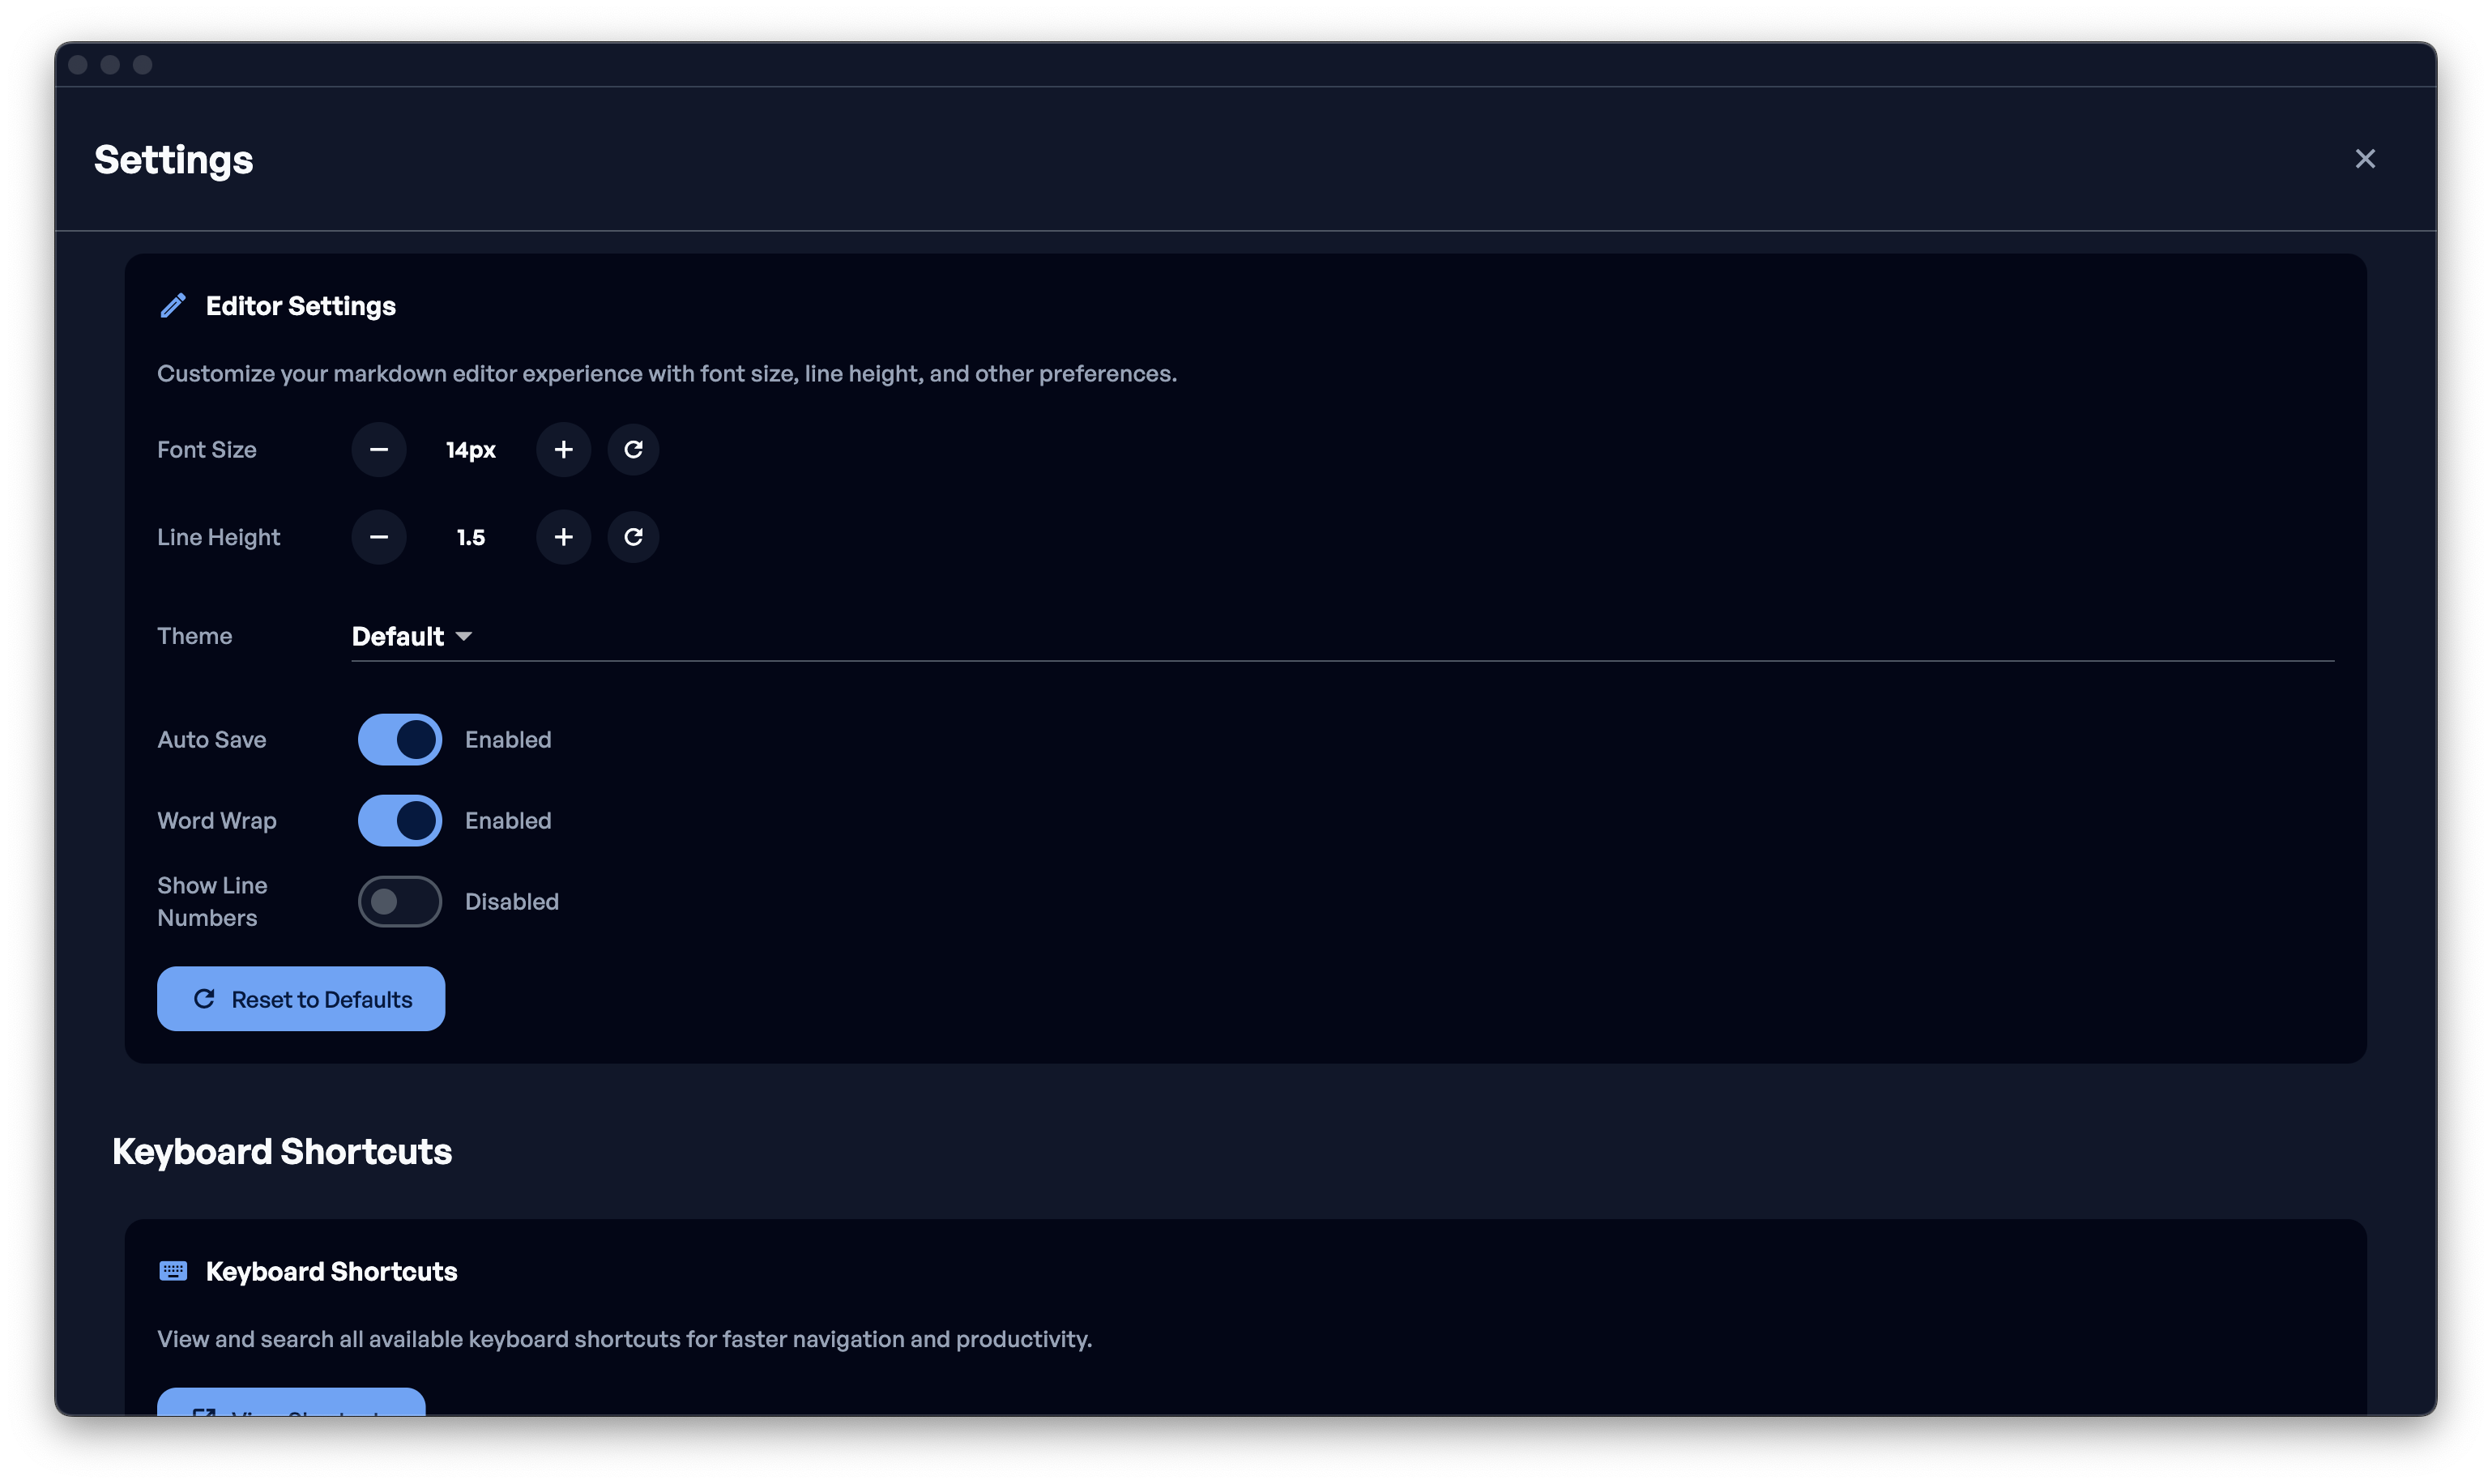 Settings
Editor Settings
Customize your markdown editor experience with font size, line height, and other preferences.
Font Size
14px
Line Height
1.5
Theme
Default
Auto Save
Enabled
Word Wrap
Enabled
Show Line
Numbers
Disabled
Reset to Defaults
Keyboard Shortcuts
Keyboard Shortcuts
View and search all available keyboard shortcuts for faster navigation and productivity.